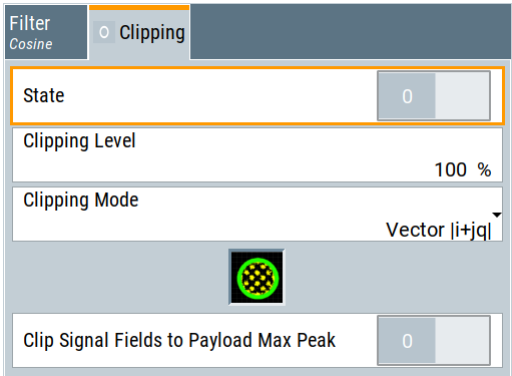 Filter
Cosine
0 Clipping
State
0
Clipping Level
100 %
Clipping Mode
Vector |i+jq|
Clip Signal Fields to Payload Max Peak
0